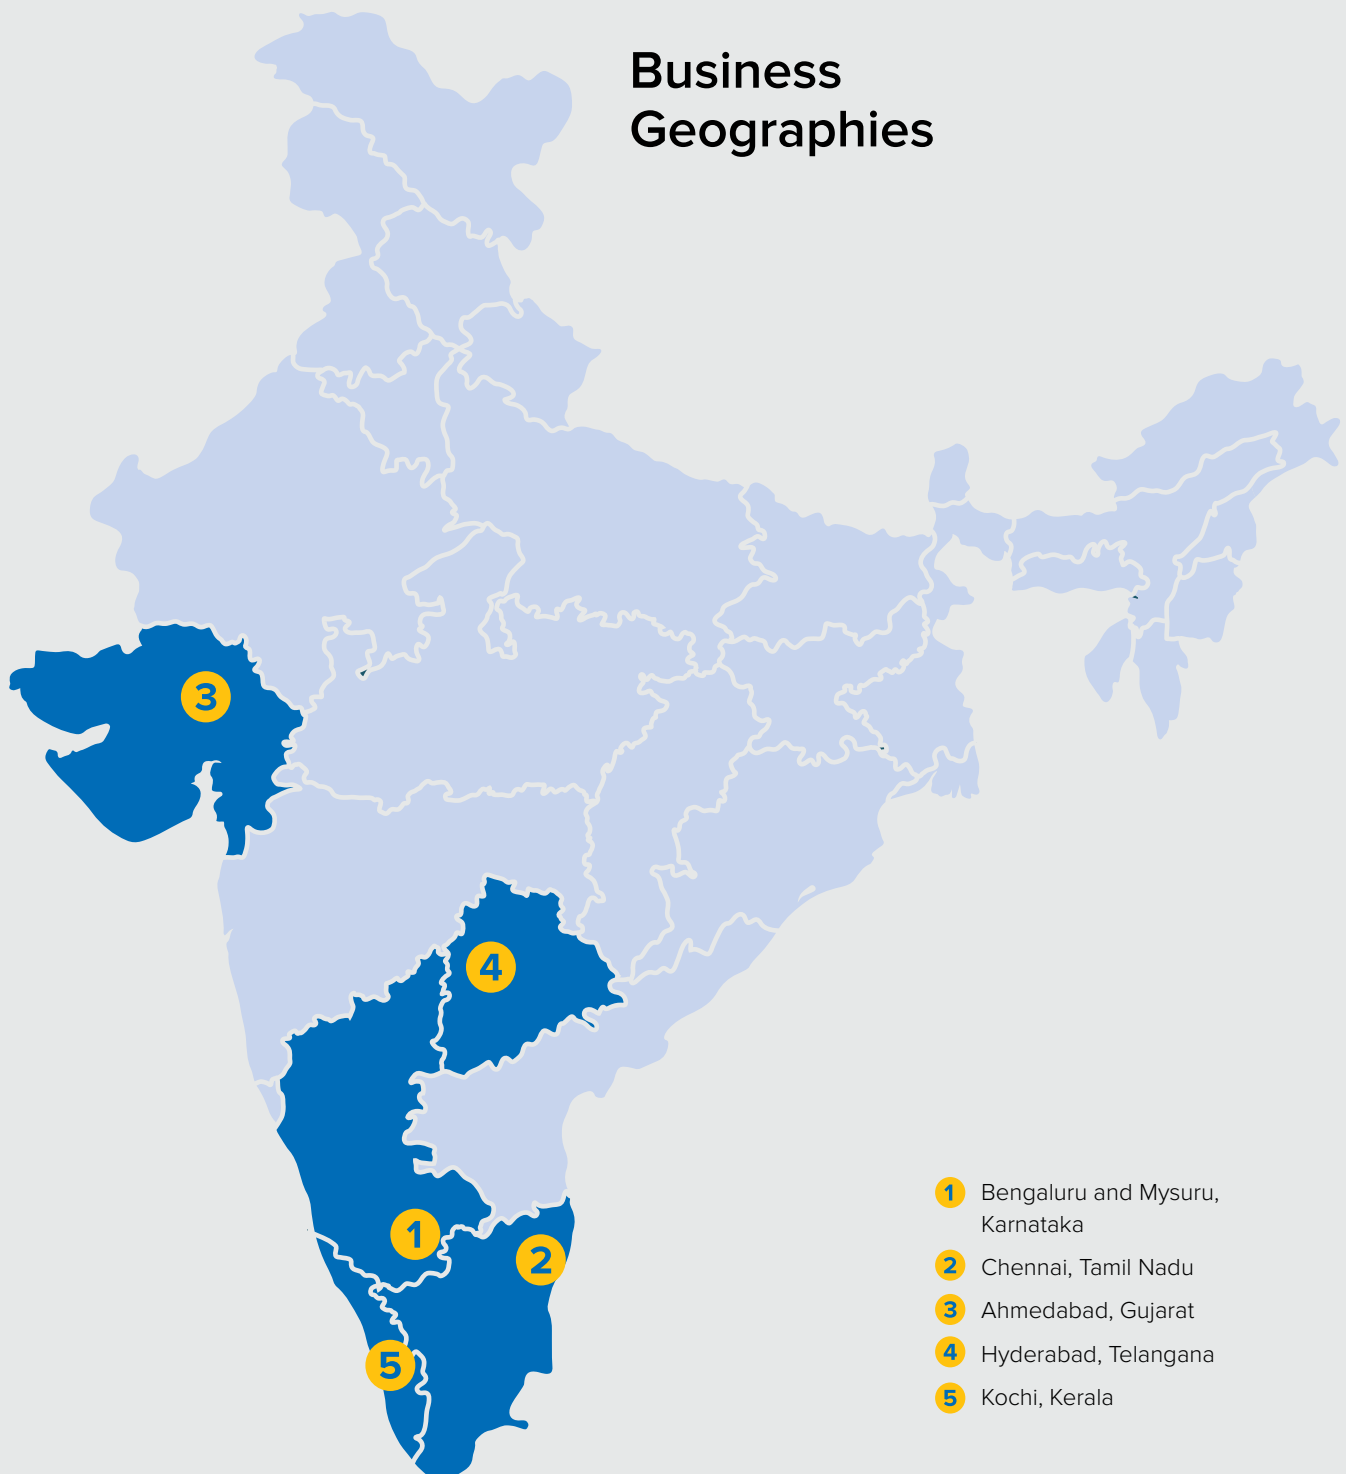 Business
Geographies
3
4
1
2
5
1 Bengaluru and Mysuru,
Karnataka
2 Chennai, Tamil Nadu
3 Ahmedabad, Gujarat
4 Hyderabad, Telangana
5 Kochi, Kerala